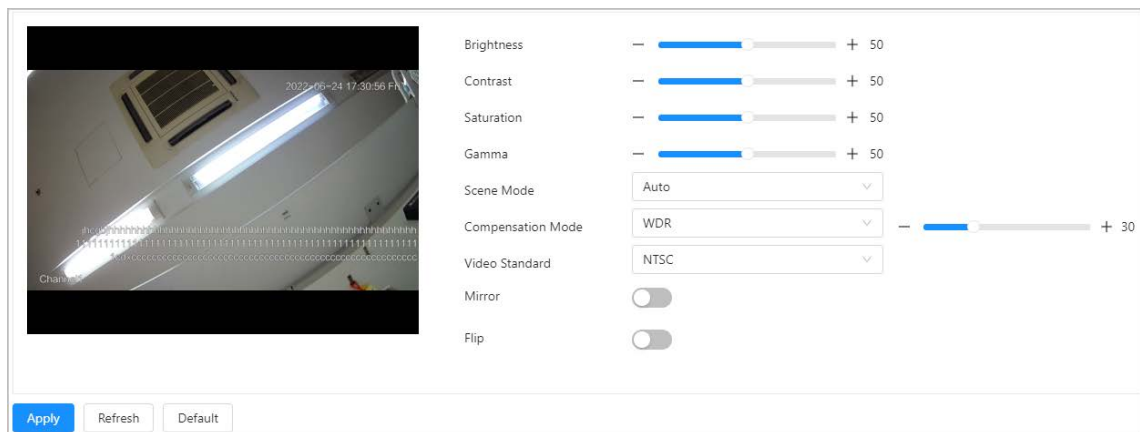 2022-06-24 17:30:56 Fri
Channel1
Brightness
50
Contrast
50
Saturation
50
Gamma
50
Scene Mode
Auto
Compensation Mode
WDR
30
Video Standard
NTSC
Mirror
Flip
Apply
Refresh
Default